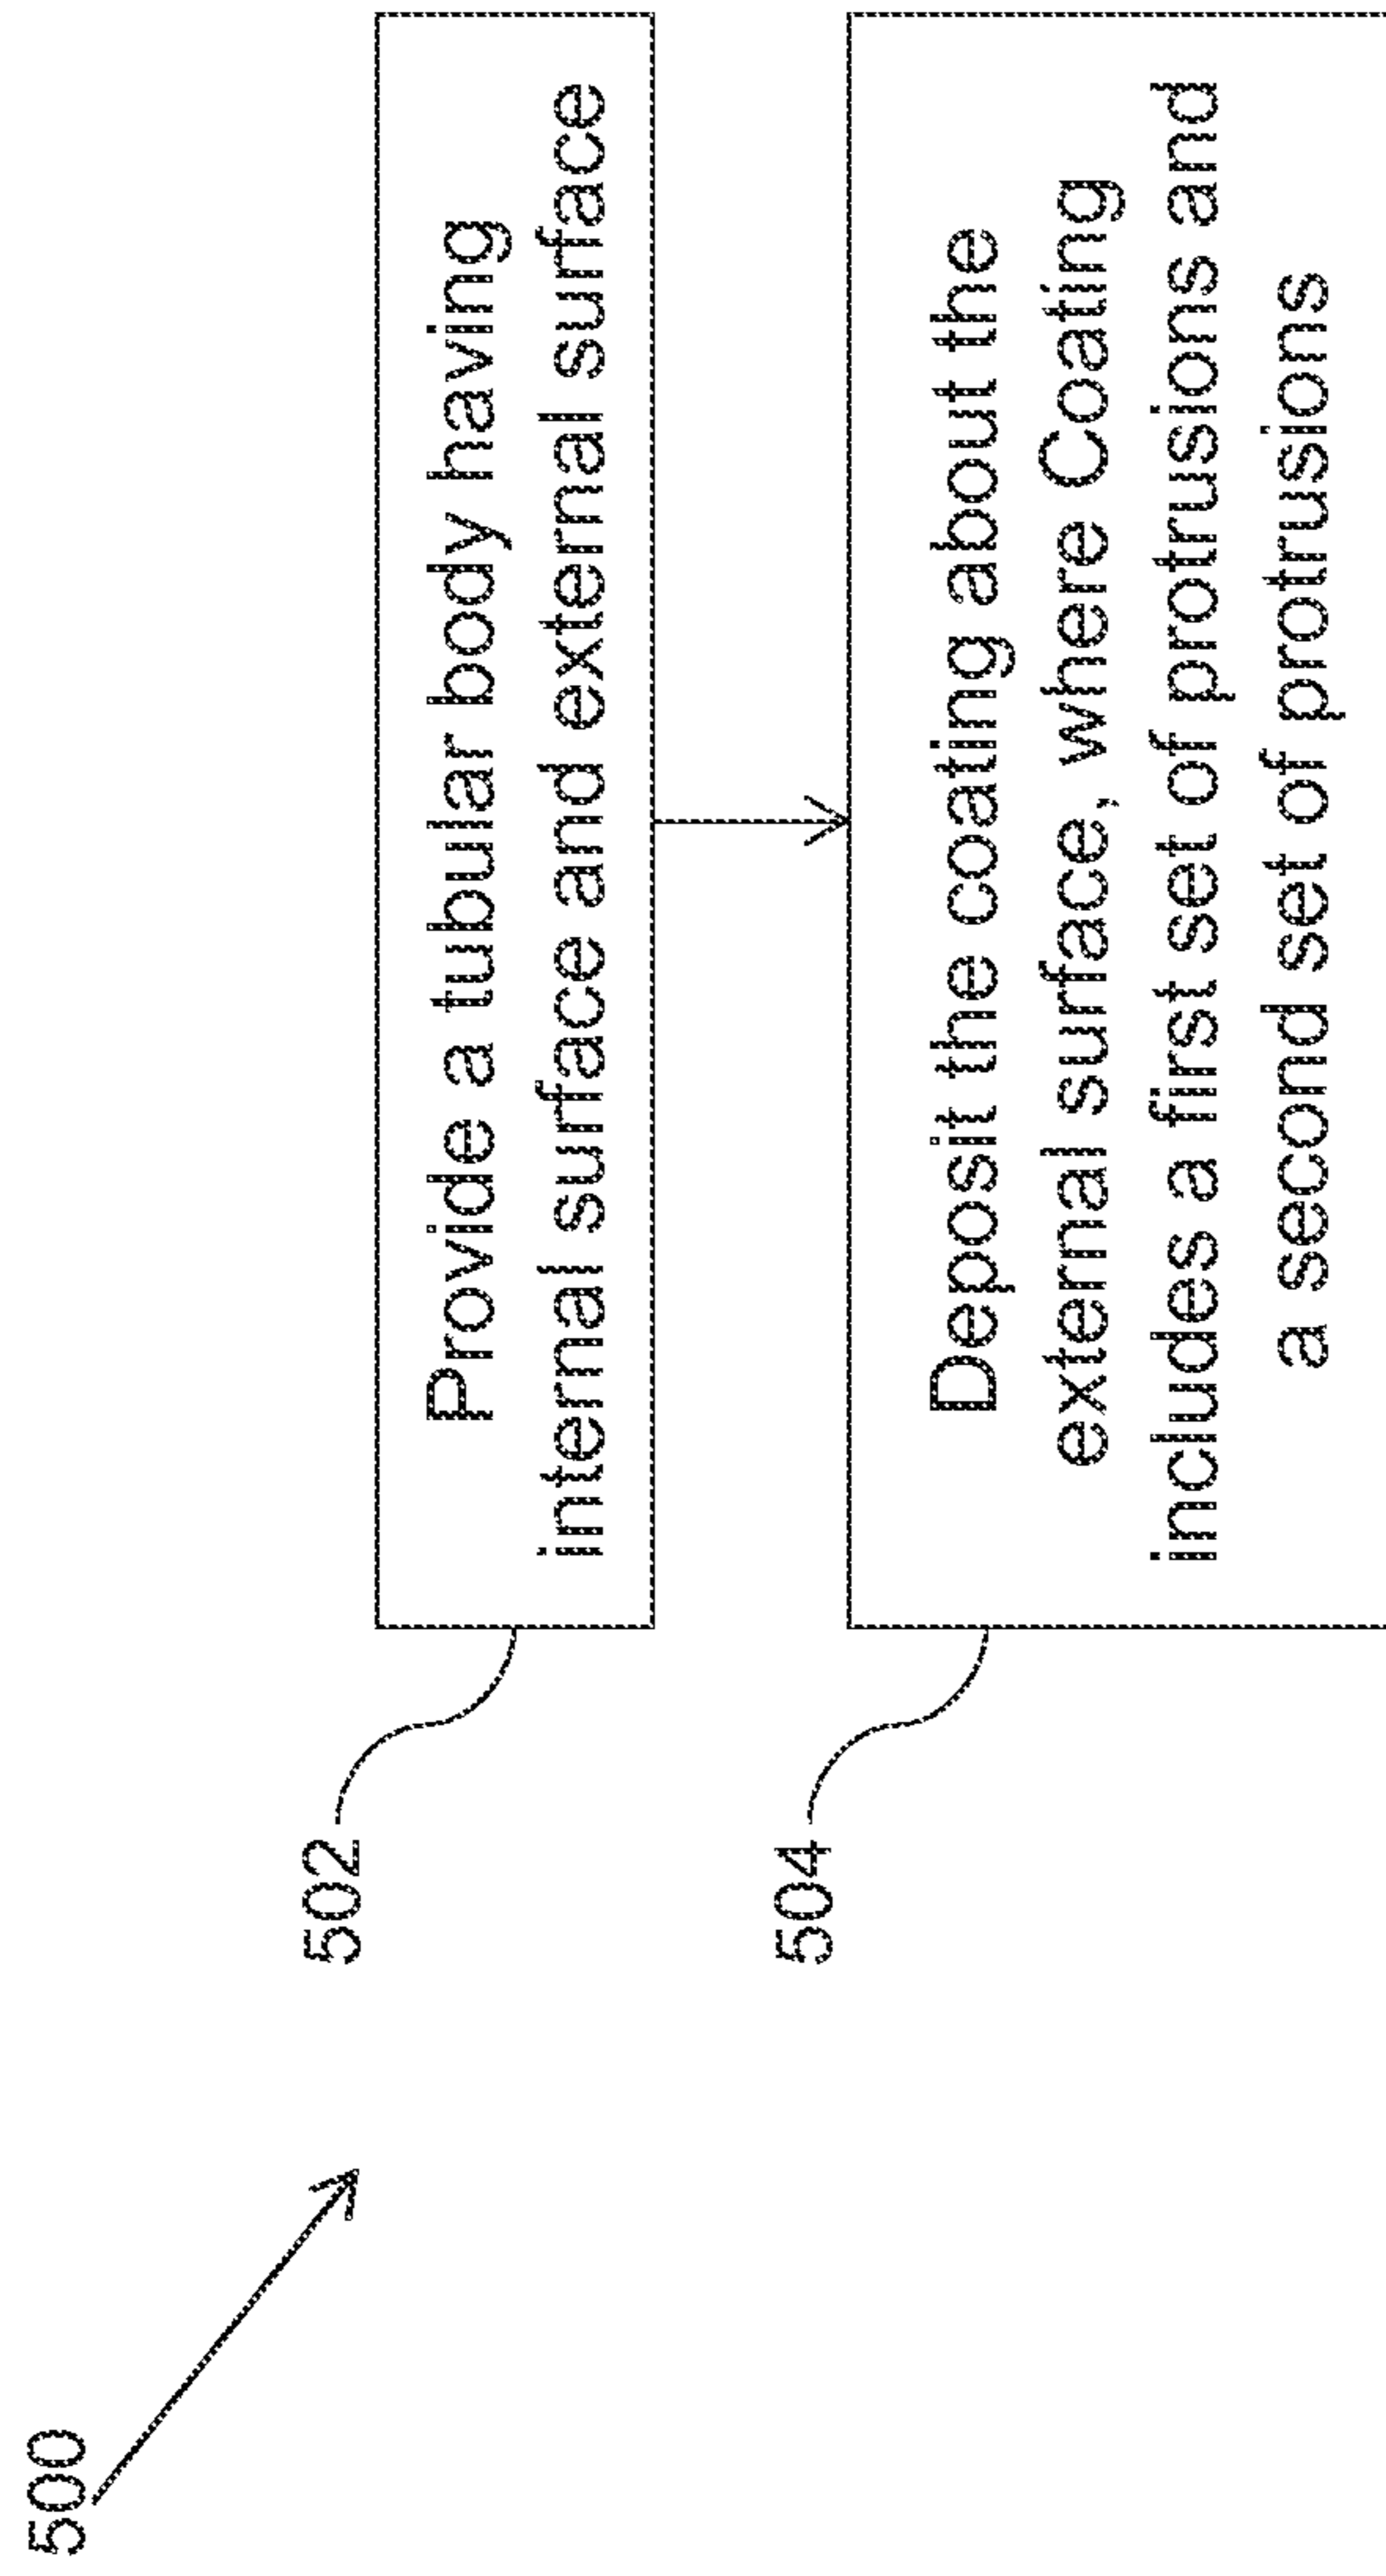 500
502
Provide a tubular body having
internal surface and external surface
504
Deposit the coating about the
external surface, where Coating
includes a first set of protrusions and
a second set of protrusions